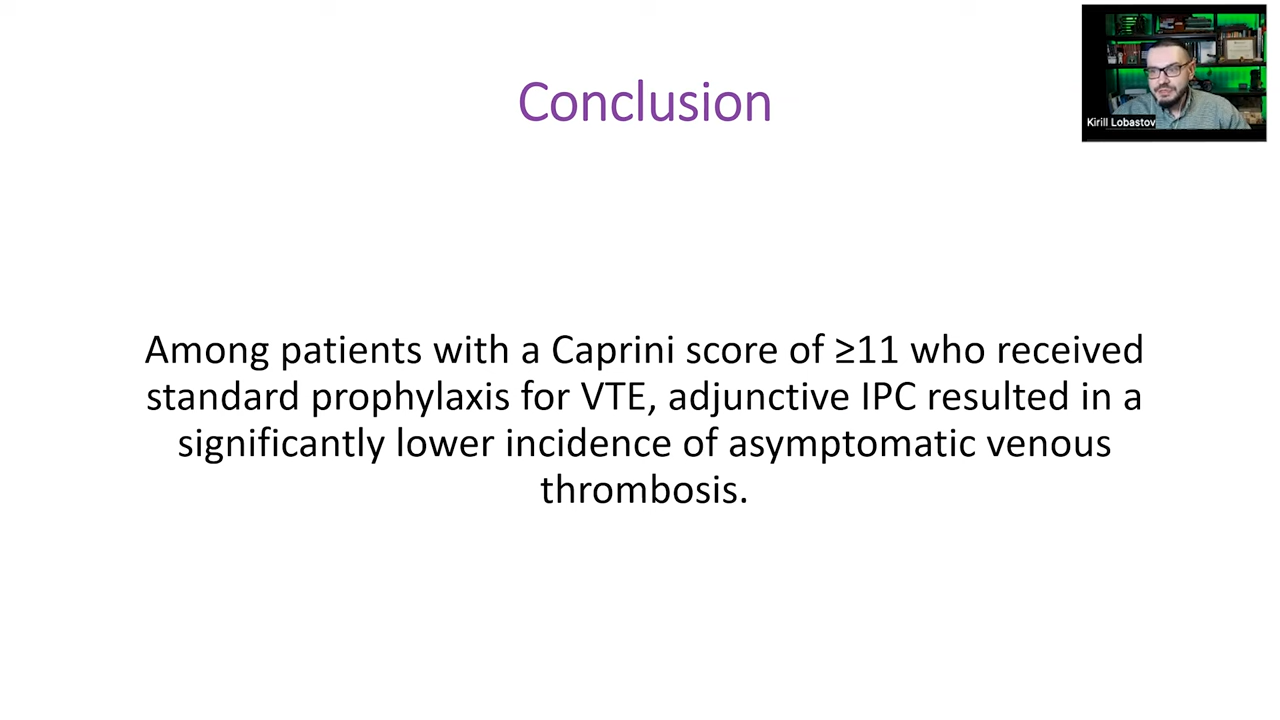 Conclusion
Kirill Lobastov
Among patients with a Caprini score of ≥11 who received
standard prophylaxis for VTE, adjunctive IPC resulted in a
significantly lower incidence of asymptomatic venous
thrombosis.